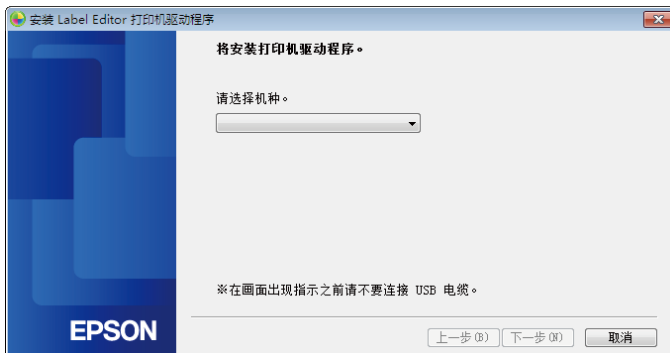 安装 Label Editor 打印机驱动程序
将安装打印机驱动程序。
请选择机种。
※在画面出现指示之前请不要连接 USB 电缆。
EPSON
上一步(B) 下一步(N) 取消